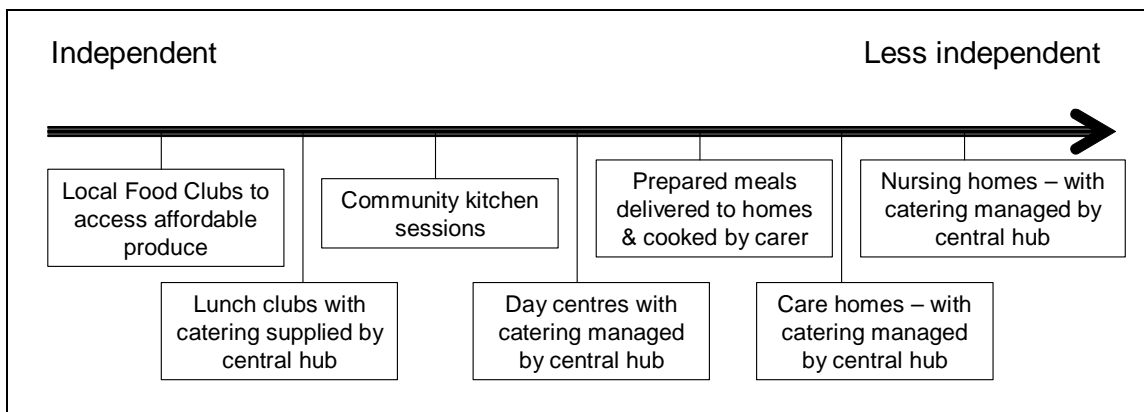 Independent
Less independent
Local Food Clubs to
access affordable
produce
Lunch clubs with
catering supplied by
central hub
Community kitchen
sessions
Day centres with
catering managed
by central hub
Prepared meals
delivered to homes
& cooked by carer
Care homes – with
catering managed
by central hub
Nursing homes – with
catering managed by
central hub